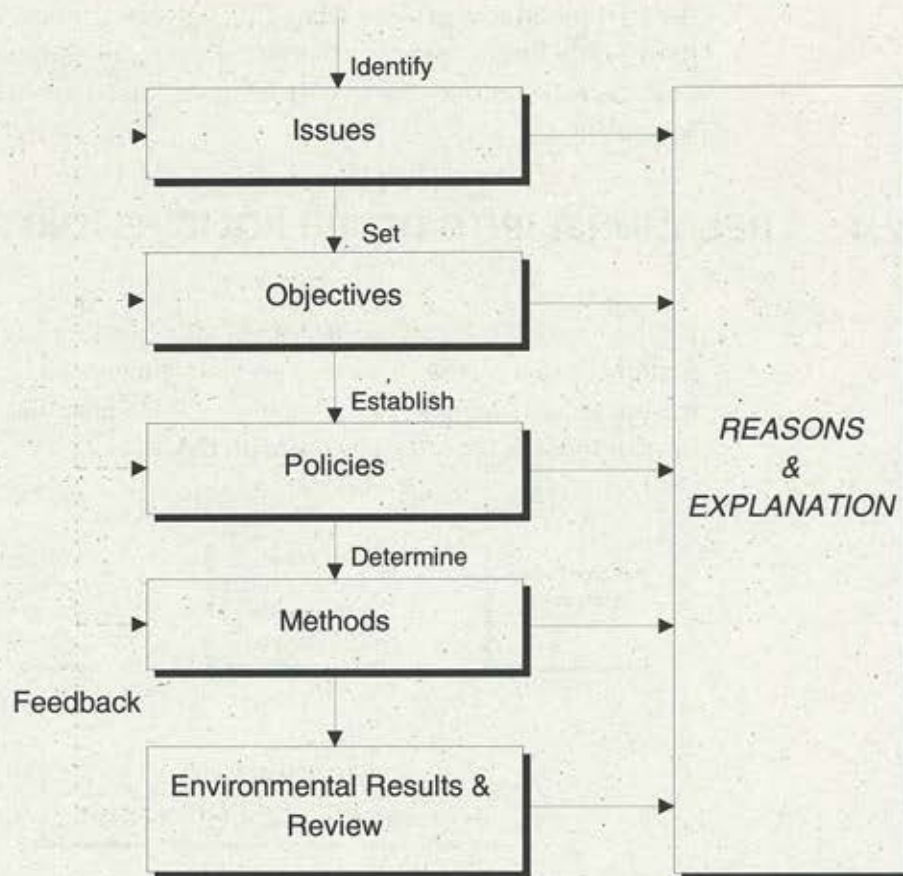 Identify
Issues
Set
Objectives
Establish
Policies
REASONS
&
EXPLANATION
Determine
Methods
Feedback
Environmental Results &
Review